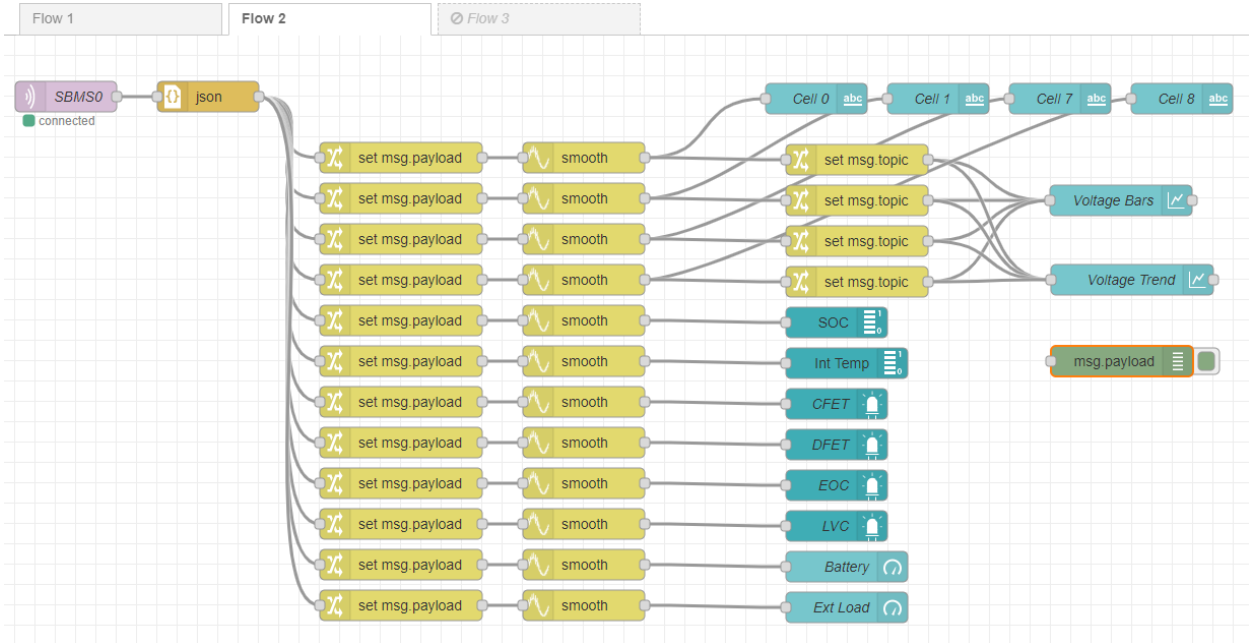 Flow 1
Flow 2
Flow 3
SBMS0
json
connected
Cell 0 abc
Cell 1 abc
Cell 7 abc
Cell 8 abc
set msg.payload
smooth
set msg.topic
set msg.payload
smooth
set msg.topic
Voltage Bars
set msg.payload
smooth
set msg.topic
set msg.payload
smooth
set msg.topic
Voltage Trend
set msg.payload
smooth
SOC 1 0
set msg.payload
smooth
Int Temp 1 0
msg.payload
set msg.payload
smooth
CFET
set msg.payload
smooth
DFET
set msg.payload
smooth
EOC
set msg.payload
smooth
LVC
set msg.payload
smooth
Battery
set msg.payload
smooth
Ext Load